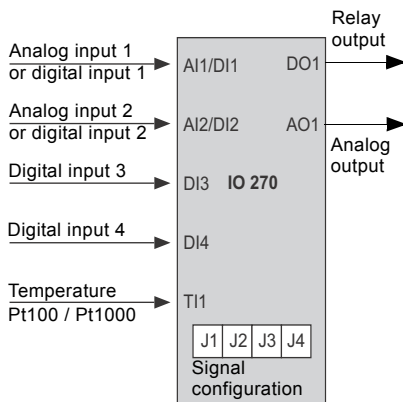 Relay
output
Analog input 1
or digital input 1
AI1/DI1
DO1
Analog input 2
or digital input 2
AI2/DI2
AO1
Analog
output
Digital input 3
DI3
IO 270
Digital input 4
DI4
Temperature
Pt100 / Pt1000
TI1
J1 J2 J3 J4
Signal
configuration